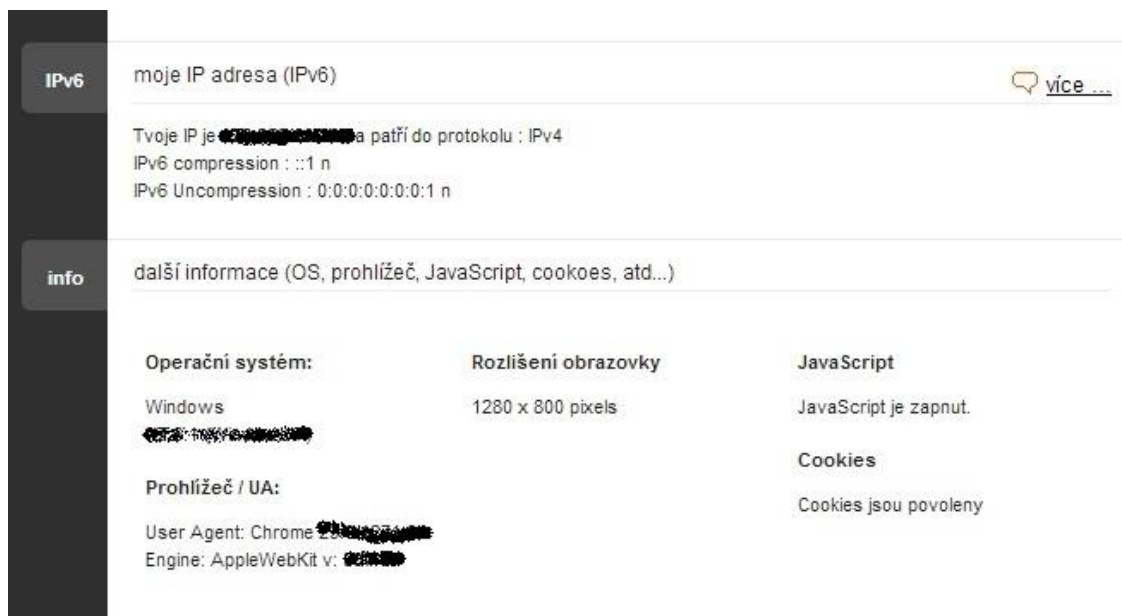 IPv6
moje IP adresa (IPv6)
více ...
Tvoje IP je a patří do protokolu : IPv4
IPv6 compression : ::1 n
IPv6 Uncompression : 0:0:0:0:0:0:0:1 n
info
další informace (OS, prohlížeč, JavaScript, cookoes, atd...)
Operační systém:
Windows
Prohlížeč / UA:
User Agent: Chrome
Engine: AppleWebKit v:
Rozlišení obrazovky
1280 x 800 pixels
JavaScript
JavaScript je zapnut.
Cookies
Cookies jsou povoleny